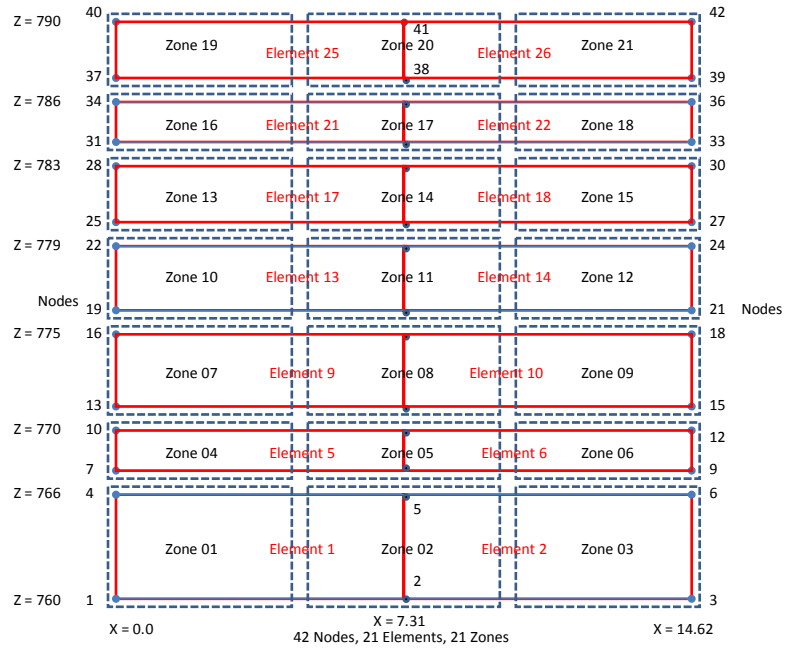 40 42
Z = 790 41
Zone 19 Element 25 Zone 20 Element 26 Zone 21
37 38 39
Z = 786 34 36
Zone 16 Element 21 Zone 17 Element 22 Zone 18
31 33
Z = 783 28 30
Zone 13 Element 17 Zone 14 Element 18 Zone 15
25 27
Z = 779 22 24
Zone 10 Element 13 Zone 11 Element 14 Zone 12
Nodes 19 21 Nodes
Z = 775 16 18
Zone 07 Element 9 Zone 08 Element 10 Zone 09
13 15
Z = 770 10 12
Zone 04 Element 5 Zone 05 Element 6 Zone 06
7 9
Z = 766 4 6
5
Zone 01 Element 1 Zone 02 Element 2 Zone 03
2
Z = 760 1 3
X = 0.0 X = 7.31 X = 14.62
42 Nodes, 21 Elements, 21 Zones